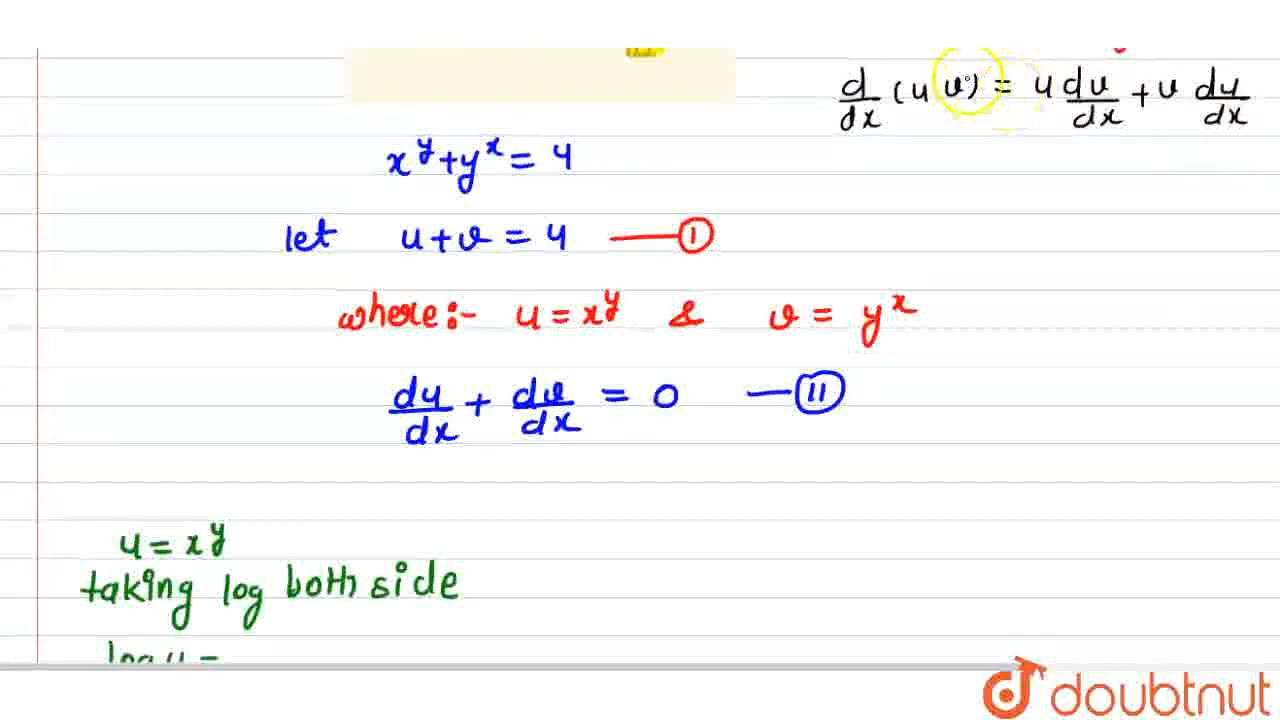 d/dx (u v) = u dv/dx + v du/dx
x^y + y^x = 4
let u + v = 4 — (1)
where:- u = x^y & v = y^x
du/dx + dv/dx = 0 — (11)
u = x^y
taking log both side
log u =
doubtnut